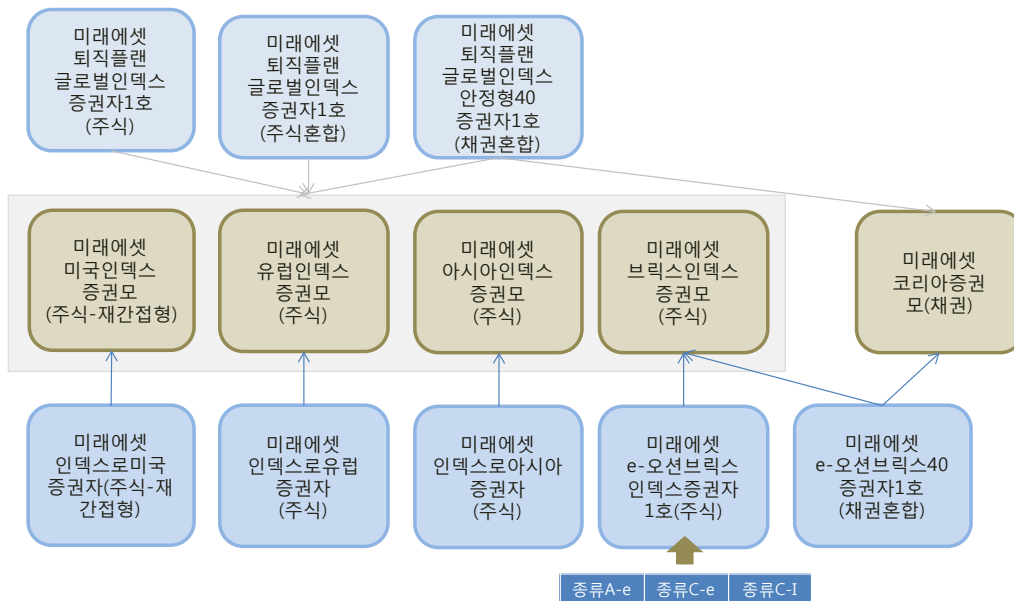 미래에셋
퇴직플랜
글로벌인덱스
증권자1호
(주식)
미래에셋
퇴직플랜
글로벌인덱스
증권자1호
(주식혼합)
미래에셋
퇴직플랜
글로벌인덱스
안정형40
증권자1호
(채권혼합)
미래에셋
미국인덱스
증권모
(주식-재간접형)
미래에셋
유럽인덱스
증권모
(주식)
미래에셋
아시아인덱스
증권모
(주식)
미래에셋
브릭스인덱스
증권모
(주식)
미래에셋
코리아증권
모(채권)
미래에셋
인덱스로미국
증권자(주식-재
간접형)
미래에셋
인덱스로유럽
증권자
(주식)
미래에셋
인덱스로아시아
증권자
(주식)
미래에셋
e-오션브릭스
인덱스증권자
1호(주식)
미래에셋
e-오션브릭스40
증권자1호
(채권혼합)
종류A-e 종류C-e 종류C-I